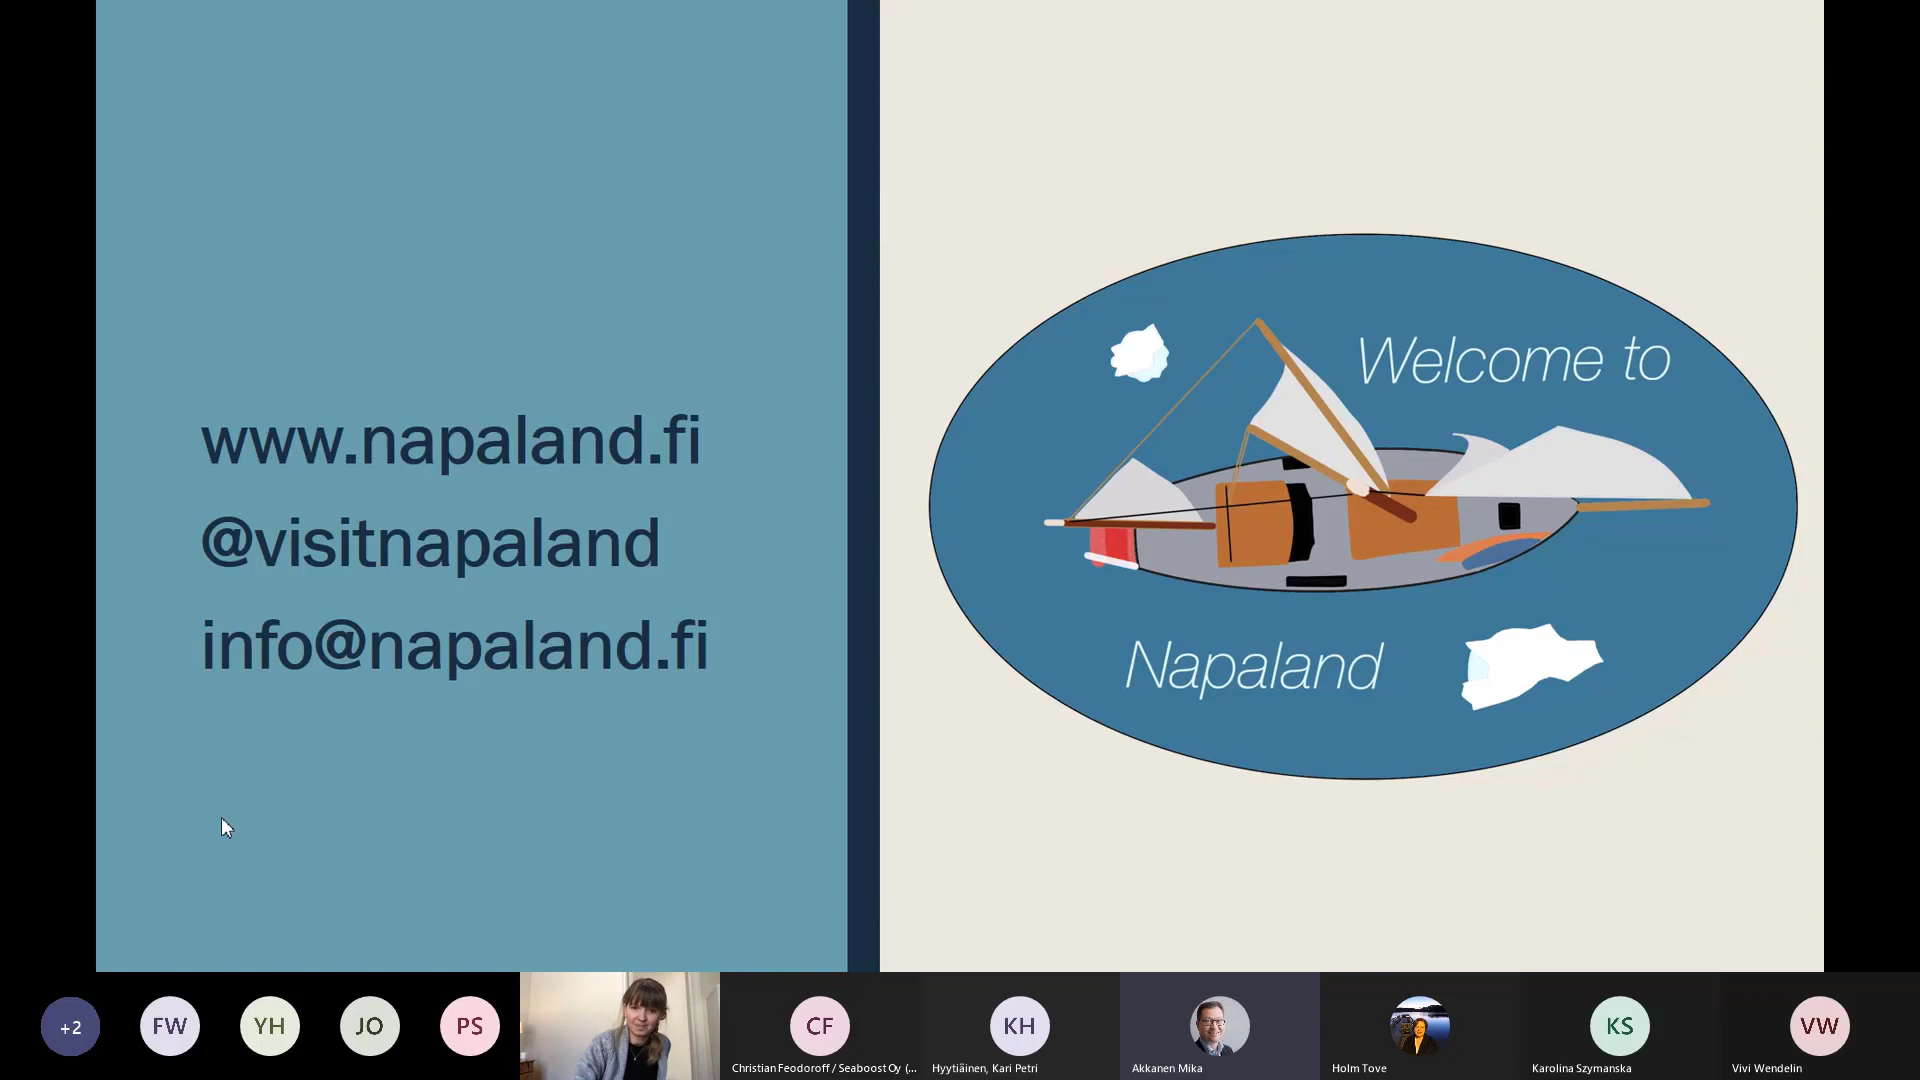 www.napaland.fi
@visitnapaland
info@napaland.fi
Welcome to
Napaland
+2
FW
YH
JO
PS
CF
KH
KS
VW
Christian Feodoroff / Seaboost Oy (...
Hyytiäinen, Kari Petri
Akkanen Mika
Holm Tove
Karolina Szymanska
Vivi Wendelin